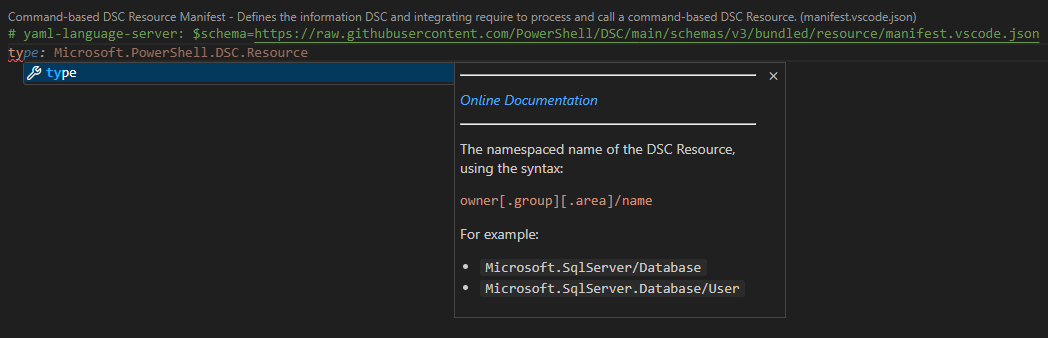 Command-based DSC Resource Manifest - Defines the information DSC and integrating require to process and call a command-based DSC Resource. (manifest.vscode.json)
# yaml-language-server: $schema=https://raw.githubusercontent.com/PowerShell/DSC/main/schemas/v3/bundled/resource/manifest.vscode.json
type: Microsoft.PowerShell.DSC.Resource
type
Online Documentation
The namespaced name of the DSC Resource,
using the syntax:
owner[.group][.area]/name
For example:
• Microsoft.SqlServer/Database
• Microsoft.SqlServer.Database/User